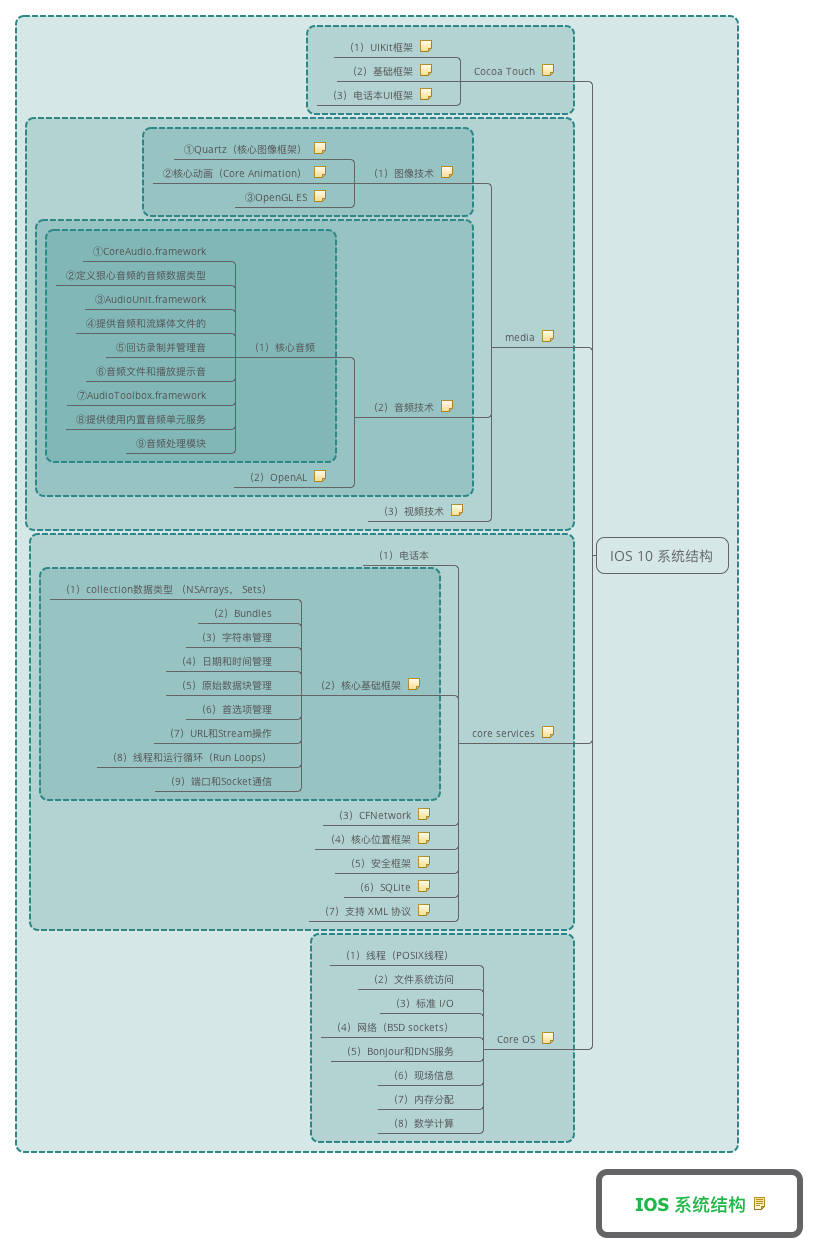 (1)UIKit框架
(2)基础框架
(3)电话本UI框架
Cocoa Touch
①Quartz（核心图像框架）
②核心动画（Core Animation）
③OpenGL ES
(1)图像技术
①CoreAudio.framework
②定义狠心音频的音频数据类型
③AudioUnit.framework
④提供音频和流媒体文件的
⑤回访录制并管理音
⑥音频文件和播放提示音
⑦AudioToolbox.framework
⑧提供使用内置音频单元服务
⑨音频处理模块
(1)核心音频
(2)OpenAL
(2)音频技术
(3)视频技术
media
(1)电话本
(1)collection数据类型 （NSArrays， Sets）
(2)Bundles
(3)字符串管理
(4)日期和时间管理
(5)原始数据块管理
(6)首选项管理
(7)URL和Stream操作
(8)线程和运行循环（Run Loops）
(9)端口和Socket通信
(2)核心基础框架
(3)CFNetwork
(4)核心位置框架
(5)安全框架
(6)SQLite
(7)支持 XML 协议
core services
(1)线程（POSIX线程）
(2)文件系统访问
(3)标准 I/O
(4)网络（BSD sockets）
(5)Bonjour和DNS服务
(6)现场信息
(7)内存分配
(8)数学计算
Core OS
IOS 10 系统结构
IOS 系统结构